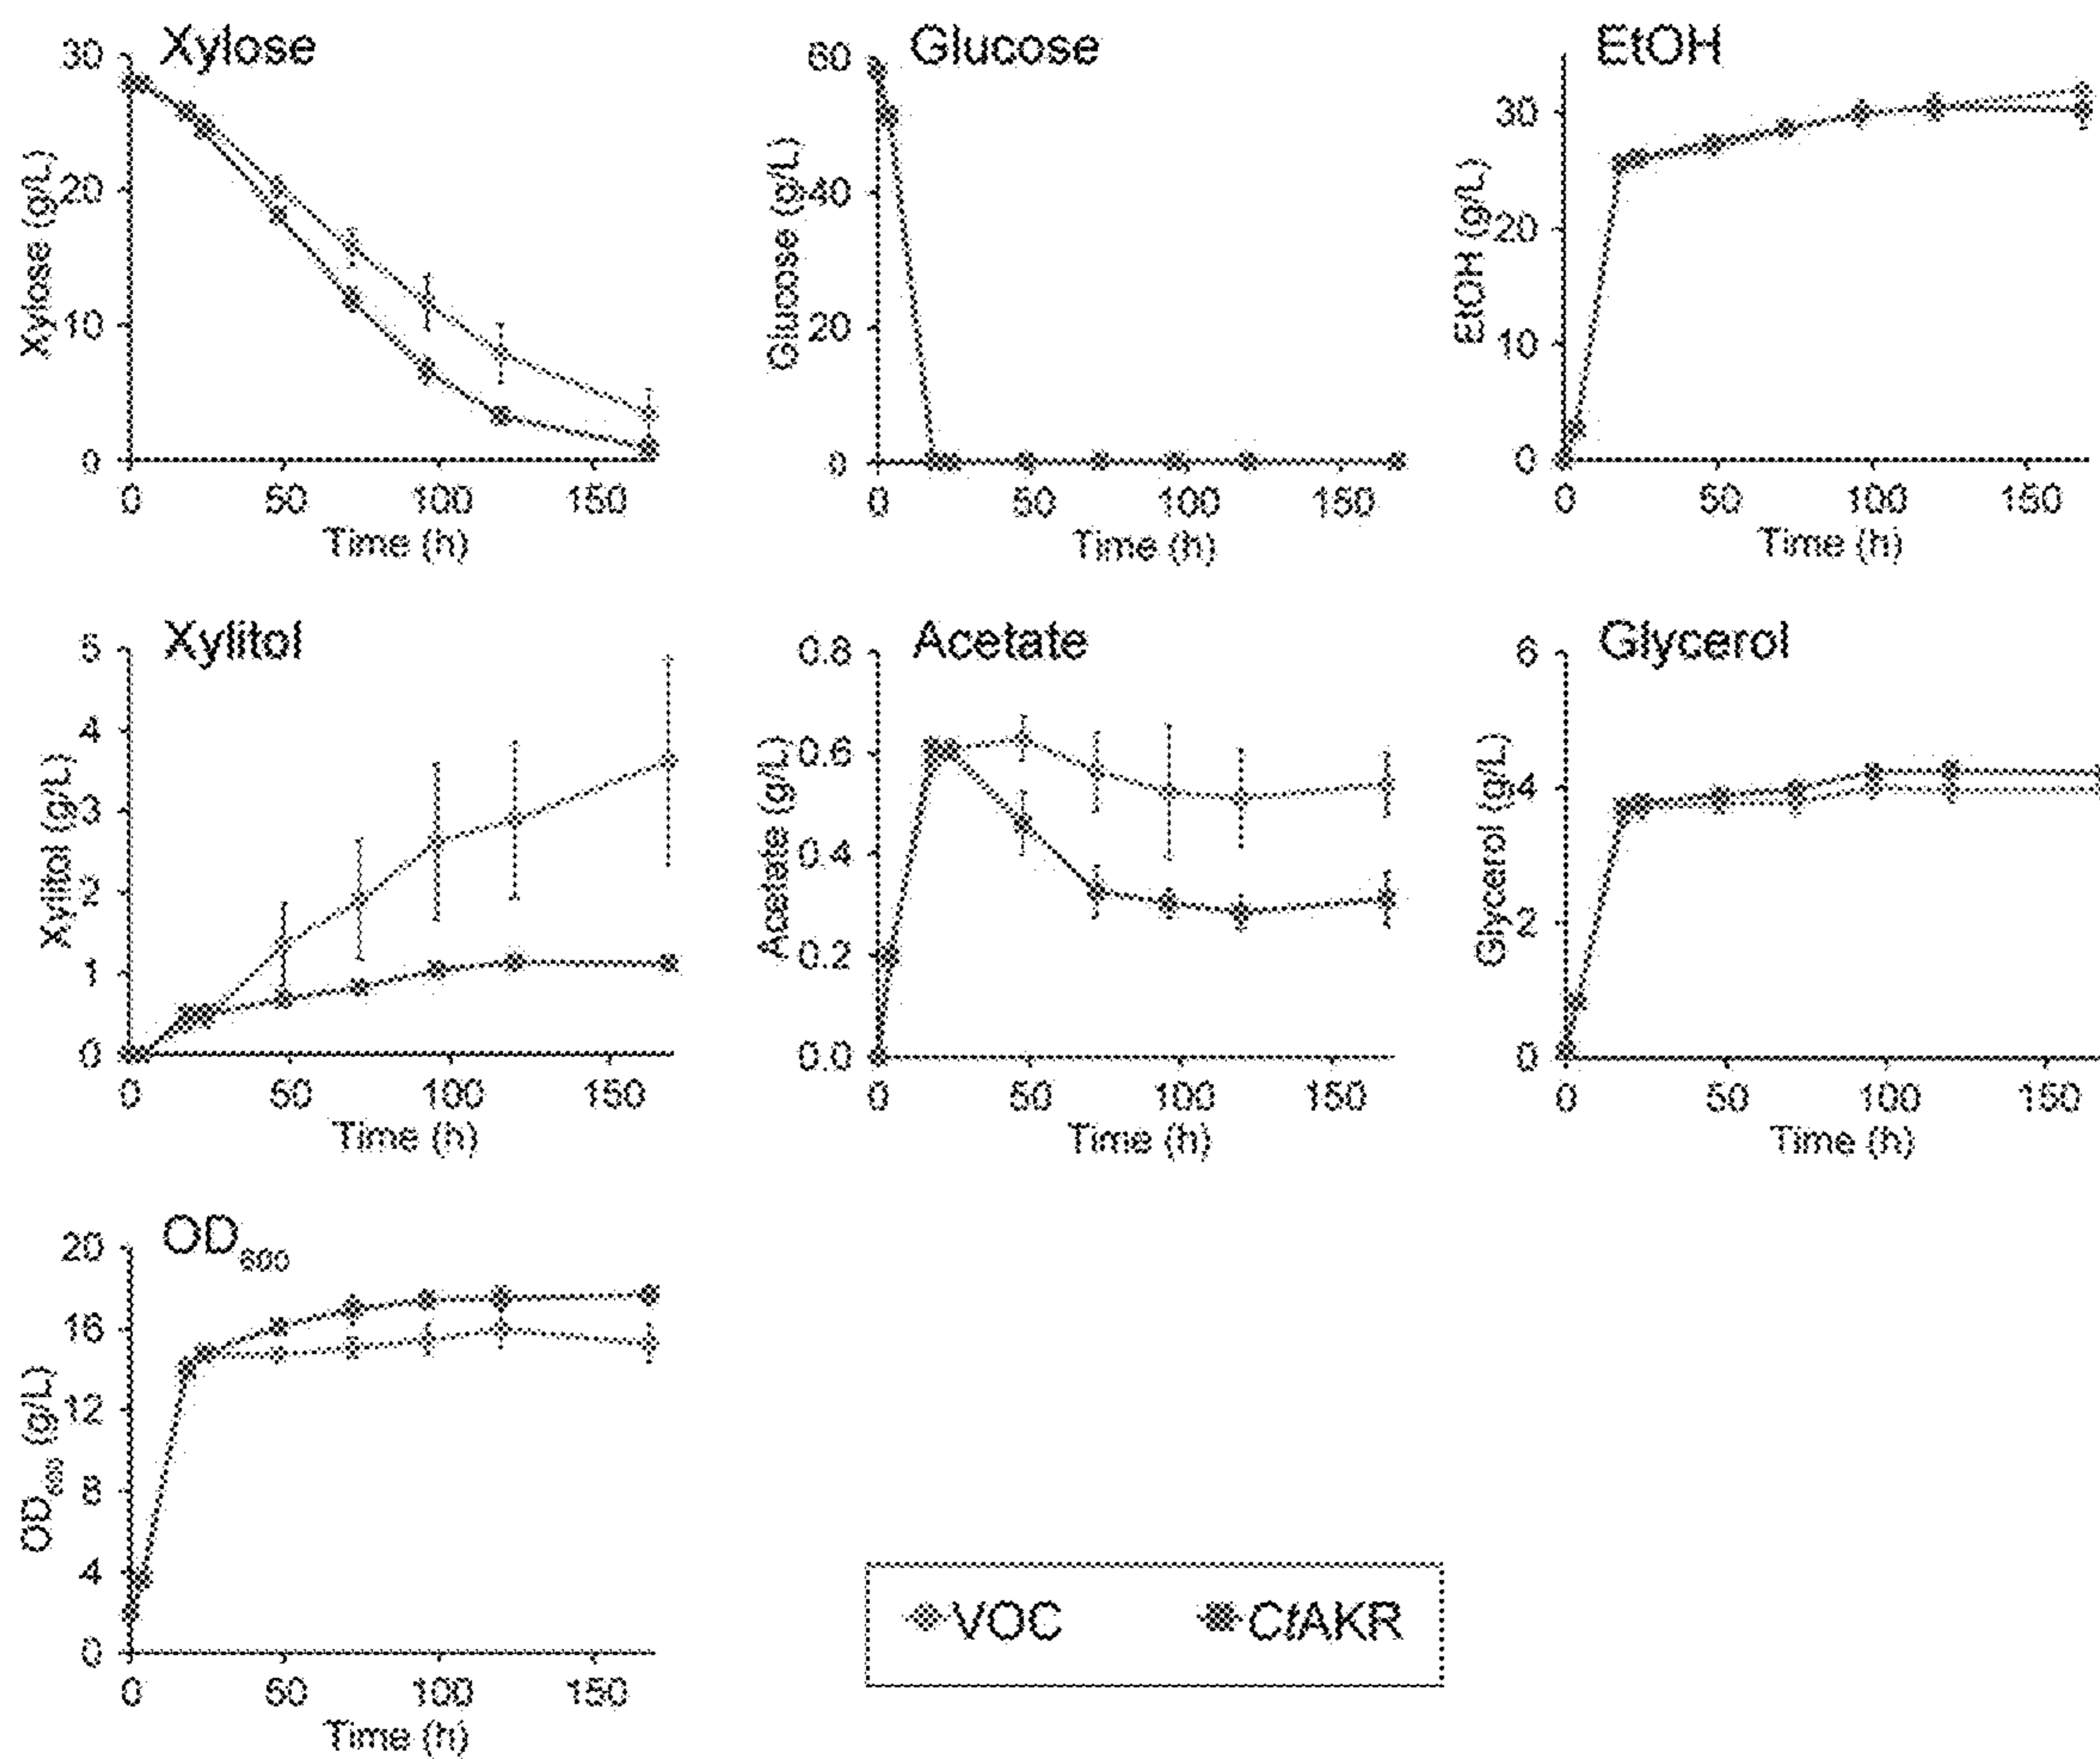 Xylose
30
20
10
0
Xylose (g/L)
0 50 100 150
Time (h)
Glucose
60
40
20
0
Glucose (g/L)
0 50 100 150
Time (h)
EtOH
30
20
10
0
EtOH (g/L)
0 50 100 150
Time (h)
Xylitol
5
4
3
2
1
0
Xylitol (g/L)
0 50 100 150
Time (h)
Acetate
0.8
0.6
0.4
0.2
0.0
Acetate (g/L)
0 50 100 150
Time (h)
Glycerol
6
4
2
0
Glycerol (g/L)
0 50 100 150
Time (h)
OD600
20
16
12
8
4
0
OD600 (g/L)
0 50 100 150
Time (h)
VOC CtAKR